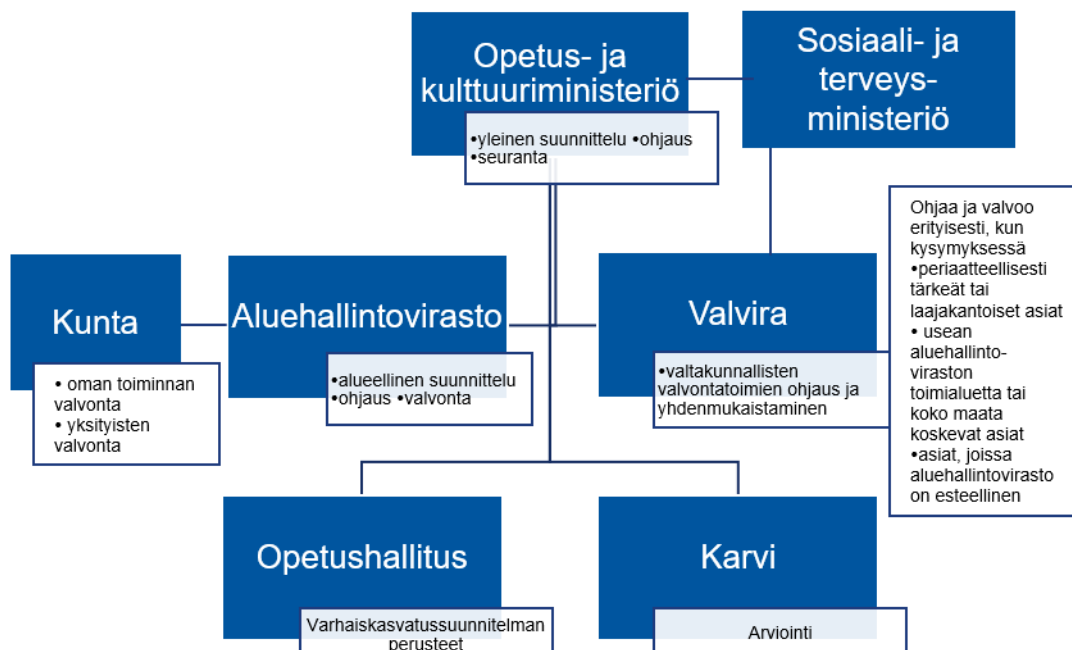 Opetus- ja
kulttuuriministeriö
•yleinen suunnittelu •ohjaus
•seuranta
Sosiaali- ja
terveys-
ministeriö
Kunta
• oman toiminnan
valvonta
• yksityisten
valvonta
Aluehallintovirasto
•alueellinen suunnittelu
•ohjaus •valvonta
Valvira
•valtakunnallisten
valvontatoimien ohjaus ja
yhdenmukaistaminen
Ohjaa ja valvoo
erityisesti, kun
kysymyksessä
•periaatteellisesti
tärkeät tai
laajakantoiset asiat
• usean
aluehallinto-
viraston
toimialuetta tai
koko maata
koskevat asiat
•asiat, joissa
aluehallintovirasto
on esteellinen
Opetushallitus
Varhaiskasvatussuunnitelman
perusteet
Karvi
Arviointi